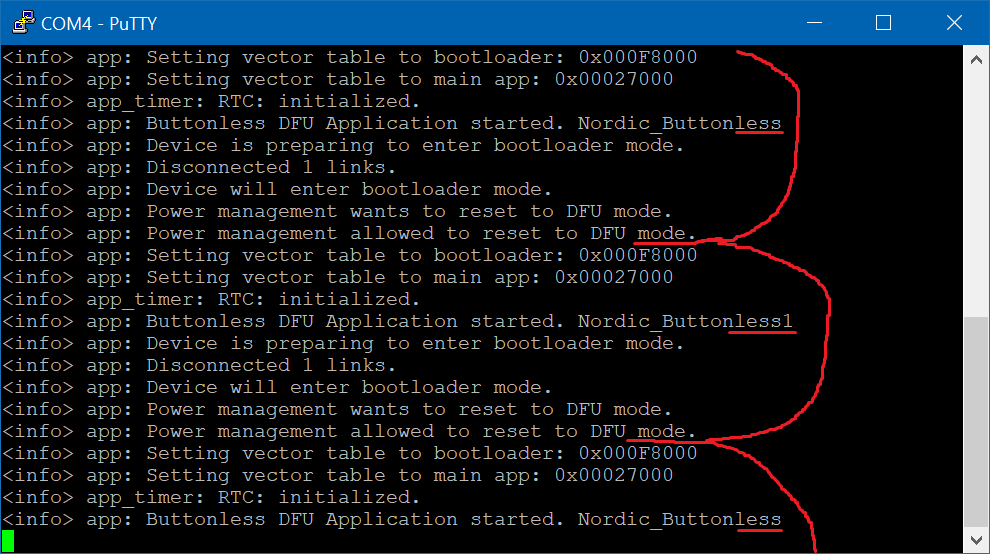 COM4 - PuTTY
<info> app: Setting vector table to bootloader: 0x000F8000
<info> app: Setting vector table to main app: 0x00027000
<info> app_timer: RTC: initialized.
<info> app: Buttonless DFU Application started. Nordic_Buttonless
<info> app: Device is preparing to enter bootloader mode.
<info> app: Disconnected 1 links.
<info> app: Device will enter bootloader mode.
<info> app: Power management wants to reset to DFU mode.
<info> app: Power management allowed to reset to DFU mode.
<info> app: Setting vector table to bootloader: 0x000F8000
<info> app: Setting vector table to main app: 0x00027000
<info> app_timer: RTC: initialized.
<info> app: Buttonless DFU Application started. Nordic_Buttonless1
<info> app: Device is preparing to enter bootloader mode.
<info> app: Disconnected 1 links.
<info> app: Device will enter bootloader mode.
<info> app: Power management wants to reset to DFU mode.
<info> app: Power management allowed to reset to DFU mode.
<info> app: Setting vector table to bootloader: 0x000F8000
<info> app: Setting vector table to main app: 0x00027000
<info> app_timer: RTC: initialized.
<info> app: Buttonless DFU Application started. Nordic_Buttonless